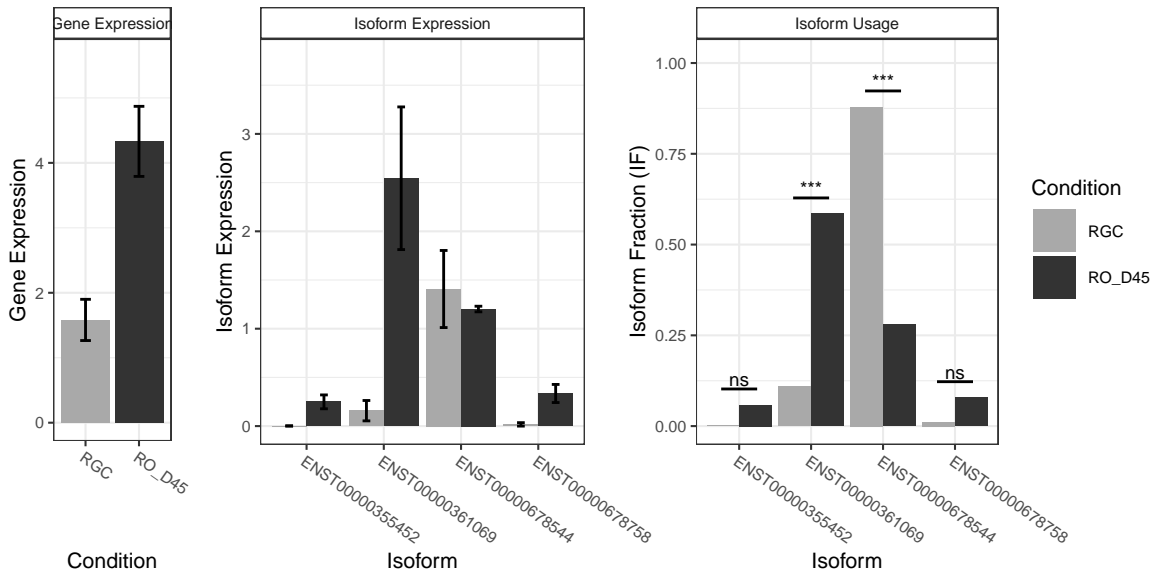 Gene Expression
Isoform Expression
Isoform Usage
Gene Expression
4
2
0
RGC
RO_D45
Condition
Isoform Expression
3
2
1
0
ENST00000355452
ENST00000361069
ENST00000678544
ENST00000678758
Isoform
Isoform Fraction (IF)
1.00
0.75
0.50
0.25
0.00
ns
***
***
ns
ENST00000355452
ENST00000361069
ENST00000678544
ENST00000678758
Isoform
Condition
RGC
RO_D45